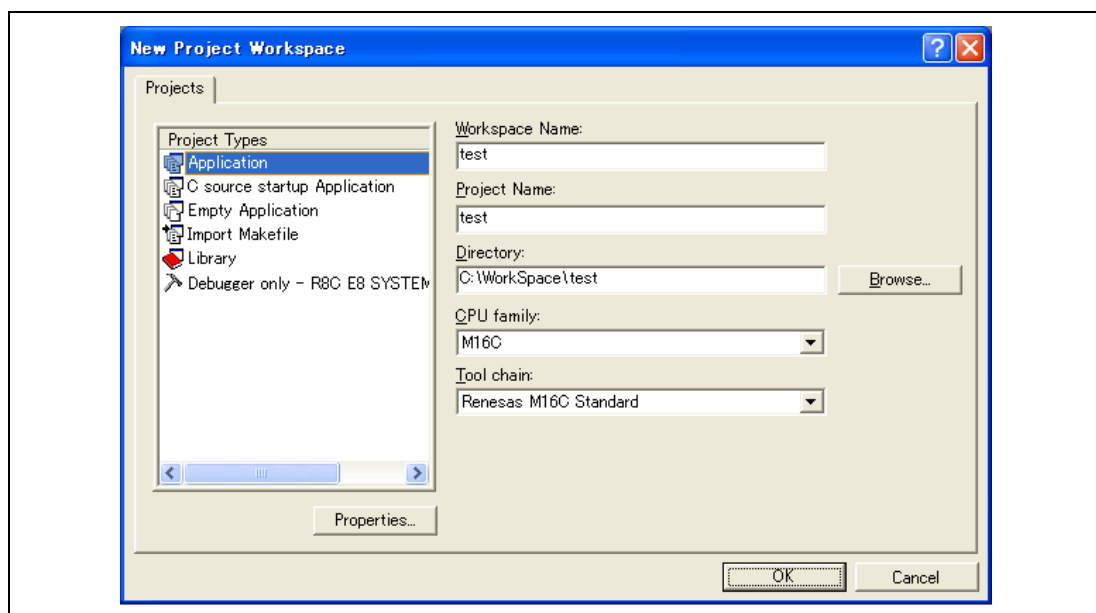 New Project Workspace
Projects
Project Types
Application
C source startup Application
Empty Application
Import Makefile
Library
Debugger only - R8C E8 SYSTEM
Workspace Name:
test
Project Name:
test
Directory:
C:\WorkSpace\test
Browse...
CPU family:
M16C
Tool chain:
Renesas M16C Standard
Properties...
OK
Cancel